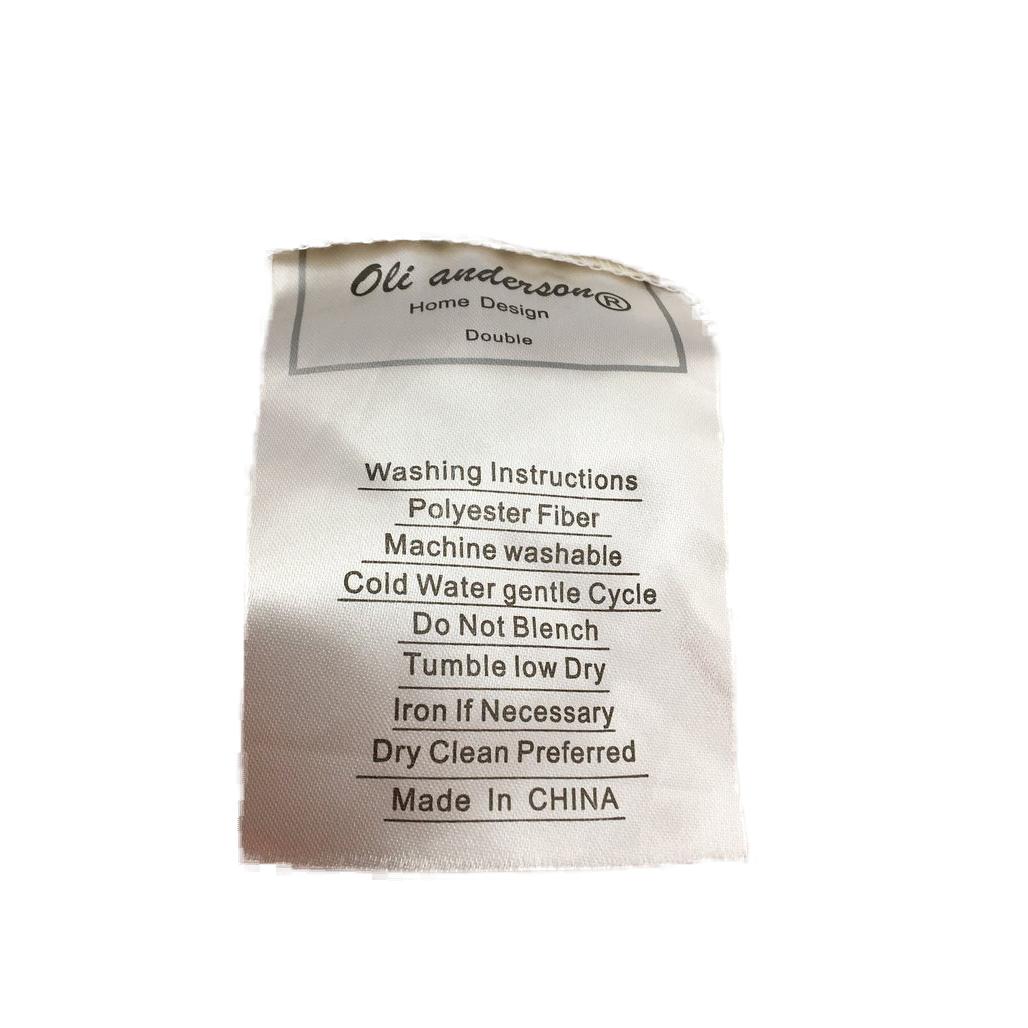 Oli anderson®
Home Design
Double
Washing Instructions
Polyester Fiber
Machine washable
Cold Water gentle Cycle
Do Not Blench
Tumble low Dry
Iron If Necessary
Dry Clean Preferred
Made In CHINA